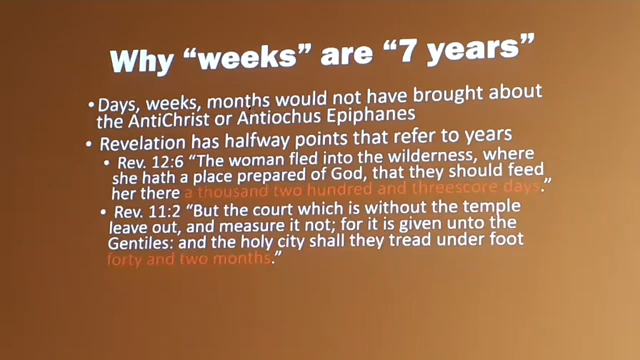 Why “weeks” are “7 years”
• Days, weeks, months would not have brought about
the AntiChrist or Antiochus Epiphanes
• Revelation has halfway points that refer to years
• Rev. 12:6 “The woman fled into the wilderness, where
she hath a place prepared of God, that they should feed
her there a thousand two hundred and threescore days.”
• Rev. 11:2 “But the court which is without the temple
leave out, and measure it not; for it is given unto the
Gentiles: and the holy city shall they tread under foot
forty and two months.”